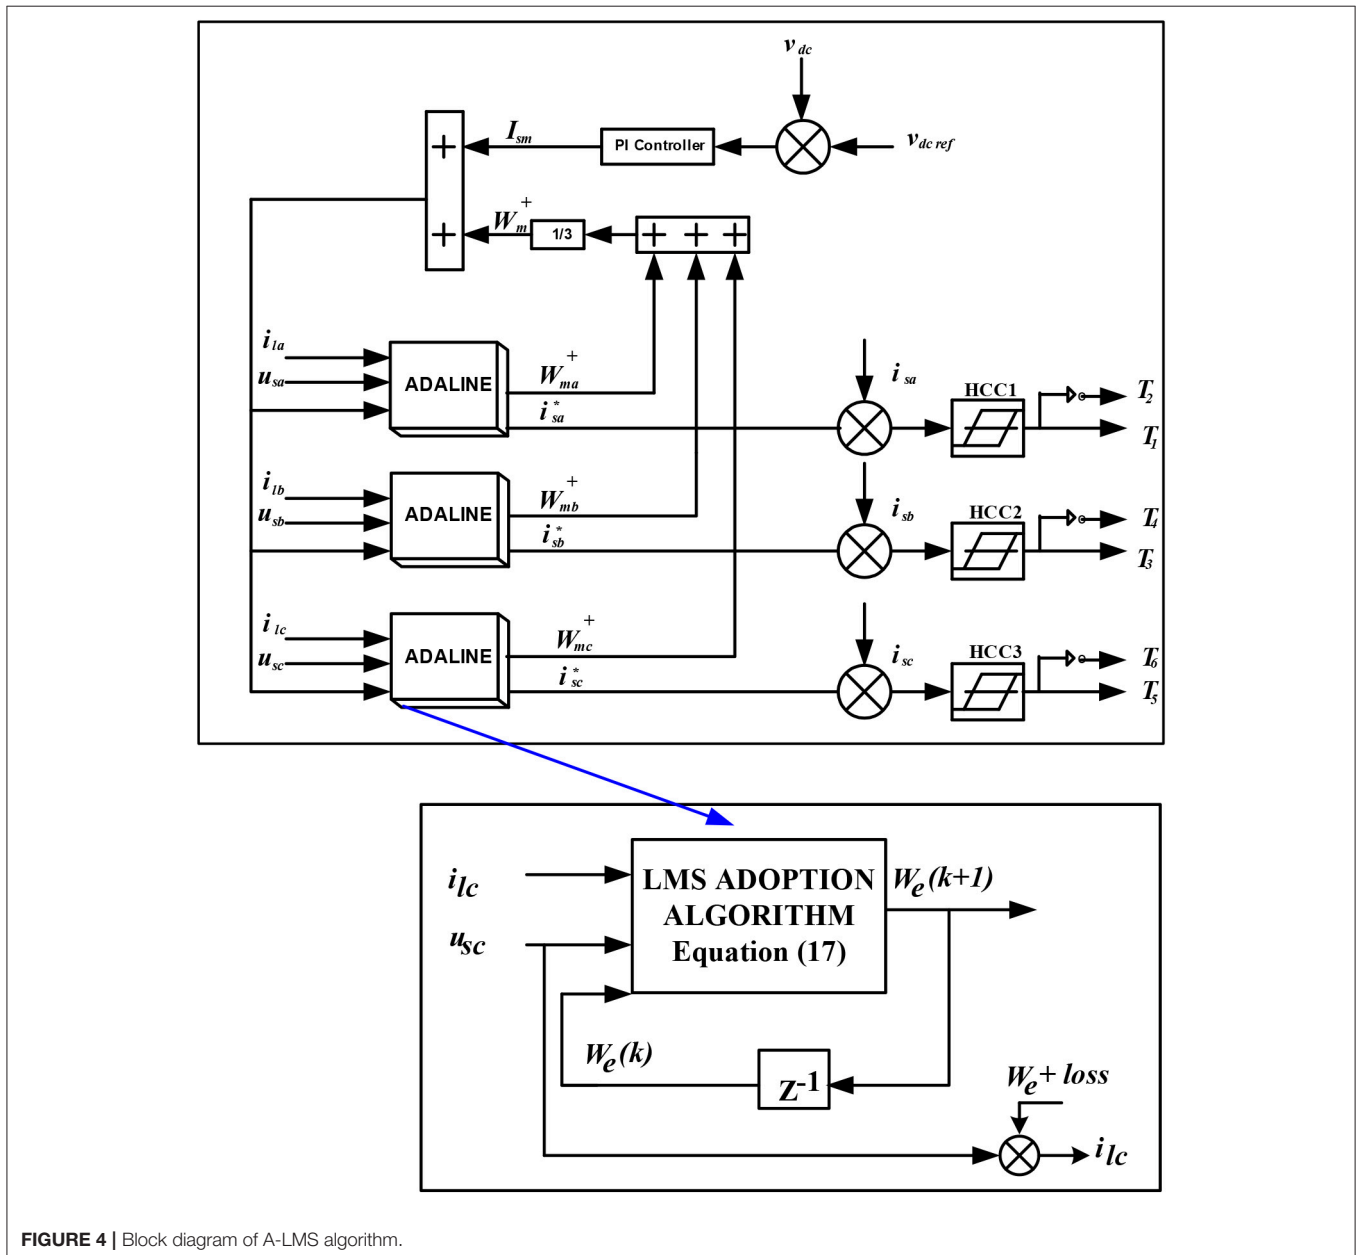 v dc
v dc ref
PI Controller
I sm
+
+
W m +
1/3
+ + +
i la
u sa
ADALINE
W ma +
i sa *
i sa
HCC1
T 2
T 1
i lb
u sb
ADALINE
W mb +
i sb *
i sb
HCC2
T 4
T 3
i lc
u sc
ADALINE
W mc +
i sc *
i sc
HCC3
T 6
T 5
i lc
u sc
LMS ADOPTION
ALGORITHM
Equation (17)
W e (k+1)
W e (k)
Z -1
W e + loss
i lc
FIGURE 4 | Block diagram of A-LMS algorithm.